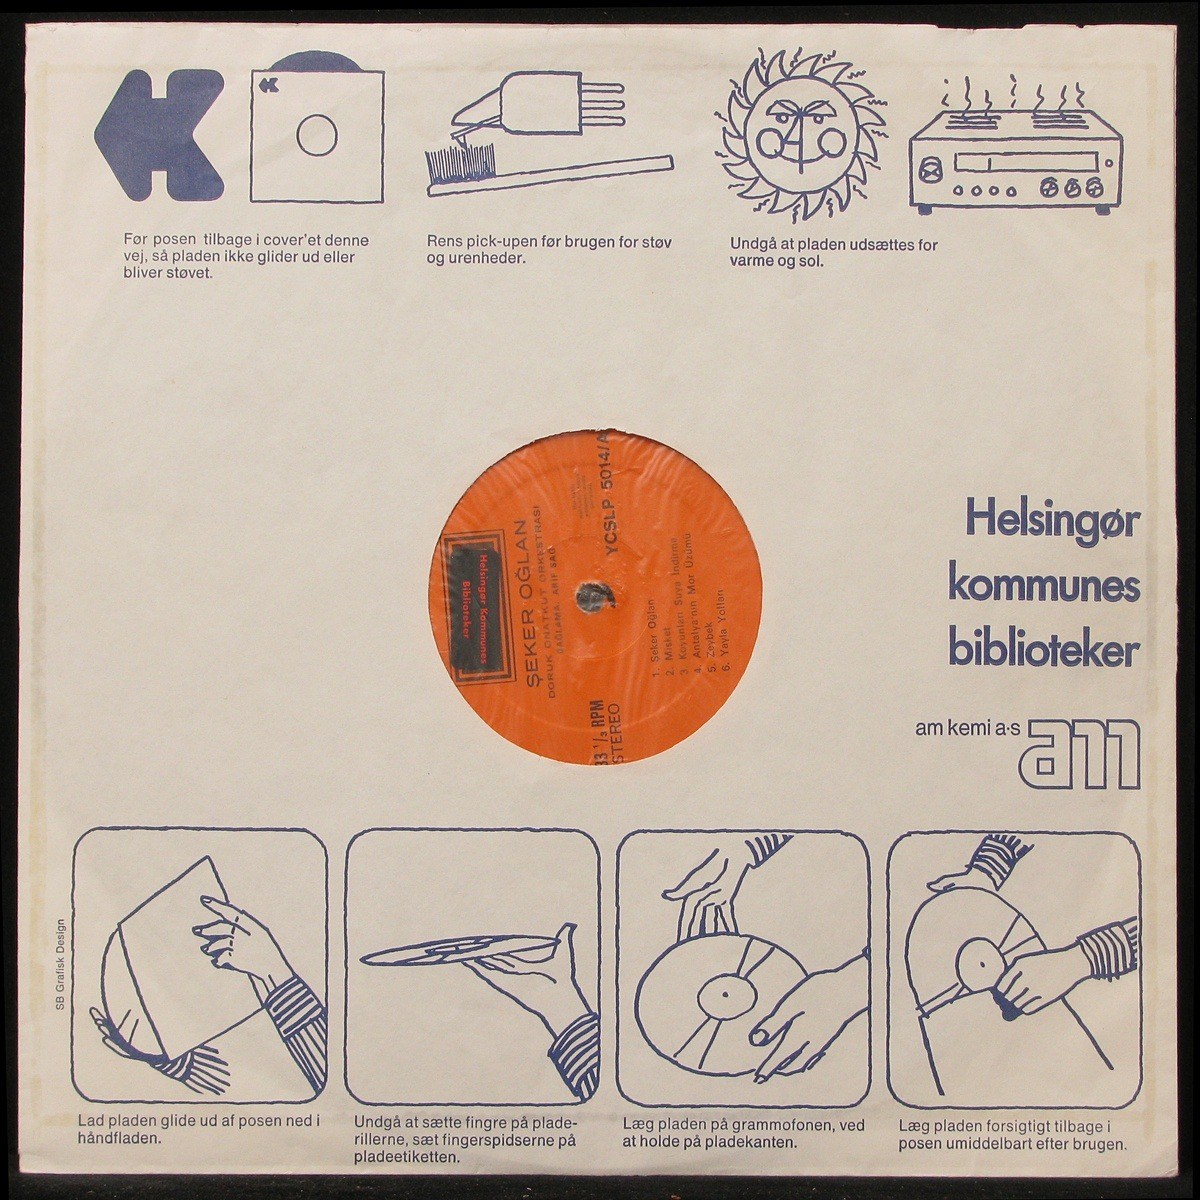 Før posen tilbage i cover'et denne
vej, så pladen ikke glider ud eller
bliver støvet.
Rens pick-upen før brugen for støv
og urenheder.
Undgå at pladen udsættes for
varme og sol.
Helsingør
kommunes
biblioteker
am kemi a·s
am
Helsingør Kommunes
Biblioteker
ŞEKER OĞLAN
DORUK ONATKUT ORKESTRASI
BAĞLAMA: ARİF SAĞ
YCSLP 5014/A
1. Şeker Oğlan
2. Misket
3. Koyunları Suya İndirme
4. Antalya'nın Mor Üzümü
5. Zeybek
6. Yayla Yolları
33 1/3 RPM
STEREO
SB Grafisk Design
Lad pladen glide ud af posen ned i
håndfladen.
Undgå at sætte fingre på plade-
rillerne, sæt fingerspidserne på
pladeetiketten.
Læg pladen på grammofonen, ved
at holde på pladekanten.
Læg pladen forsigtigt tilbage i
posen umiddelbart efter brugen.